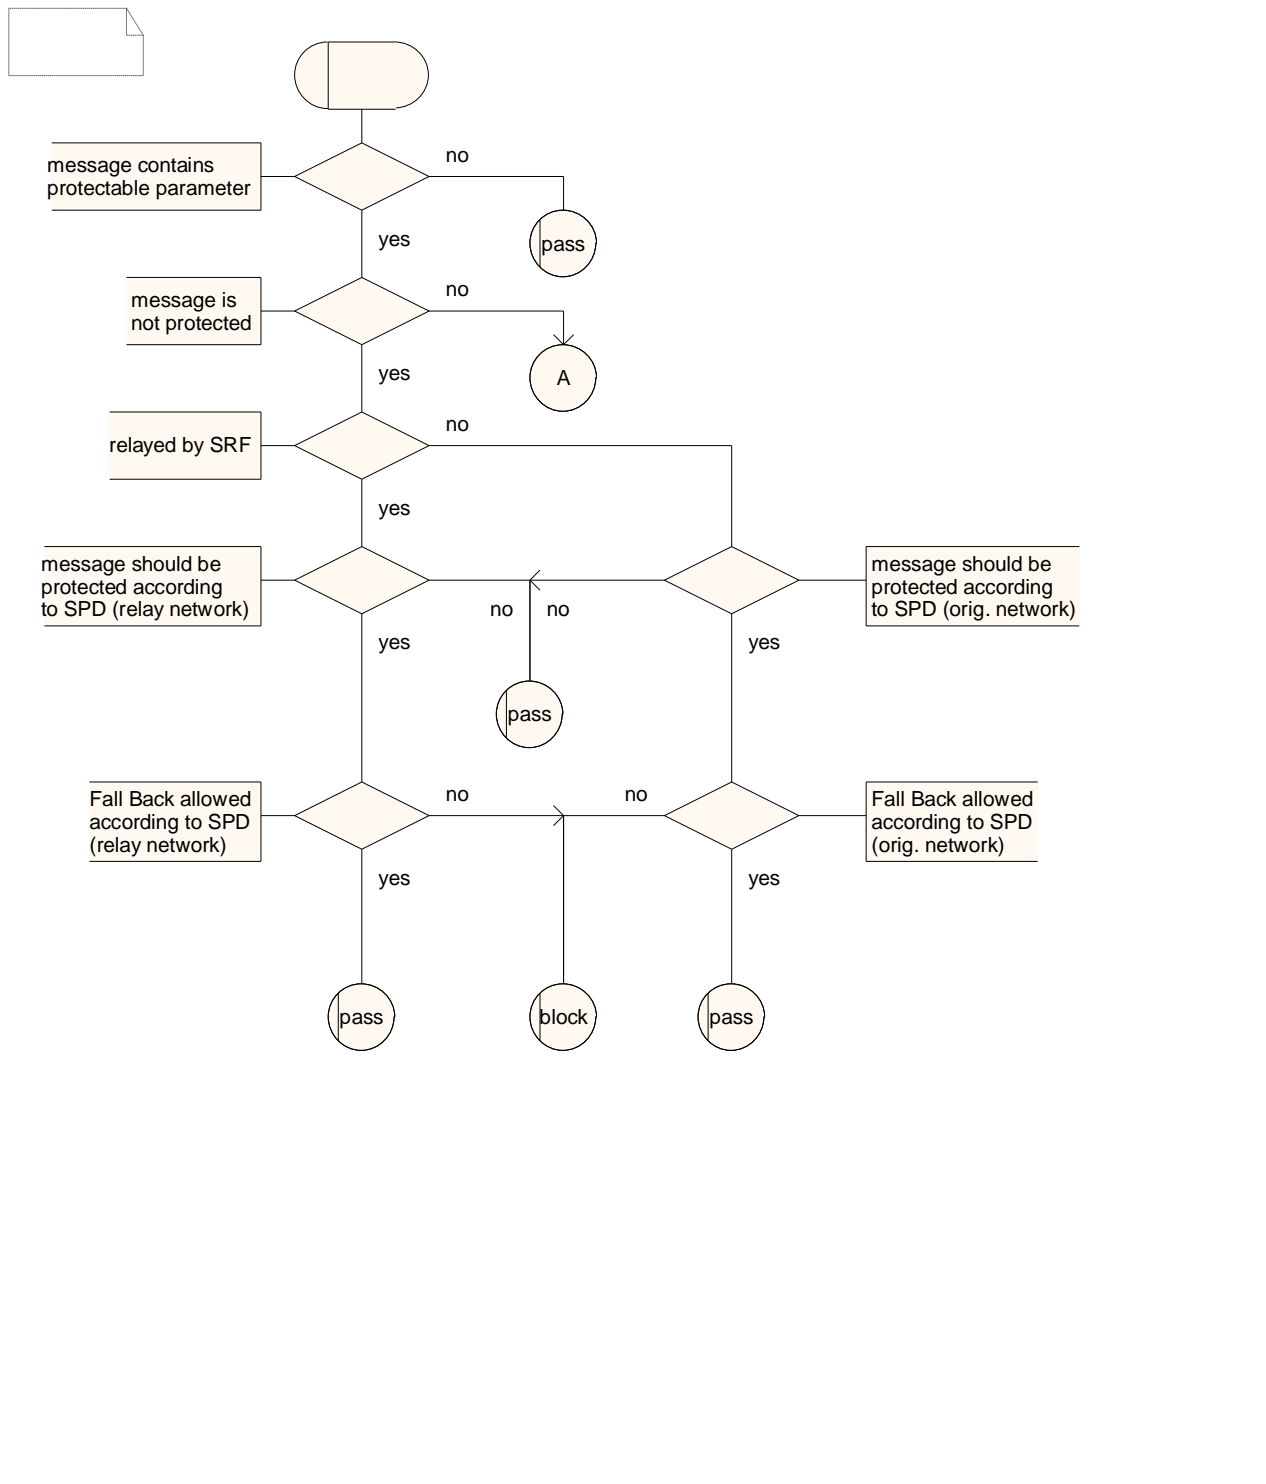 message contains
protectable parameter
no
pass
yes
message is
not protected
no
A
yes
relayed by SRF
no
yes
message should be
protected according
to SPD (relay network)
no
no
message should be
protected according
to SPD (orig. network)
yes
yes
pass
Fall Back allowed
according to SPD
(relay network)
no
no
Fall Back allowed
according to SPD
(orig. network)
yes
yes
pass
block
pass